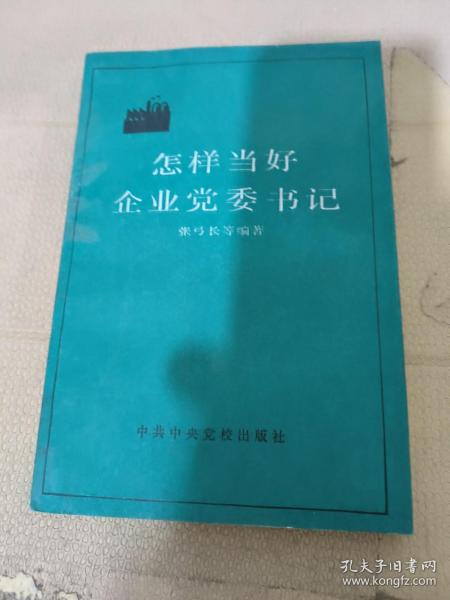 怎样当好
企业党委书记
张弓长等编著
中共中央党校出版社
孔夫子旧书网
www.kongfz.com